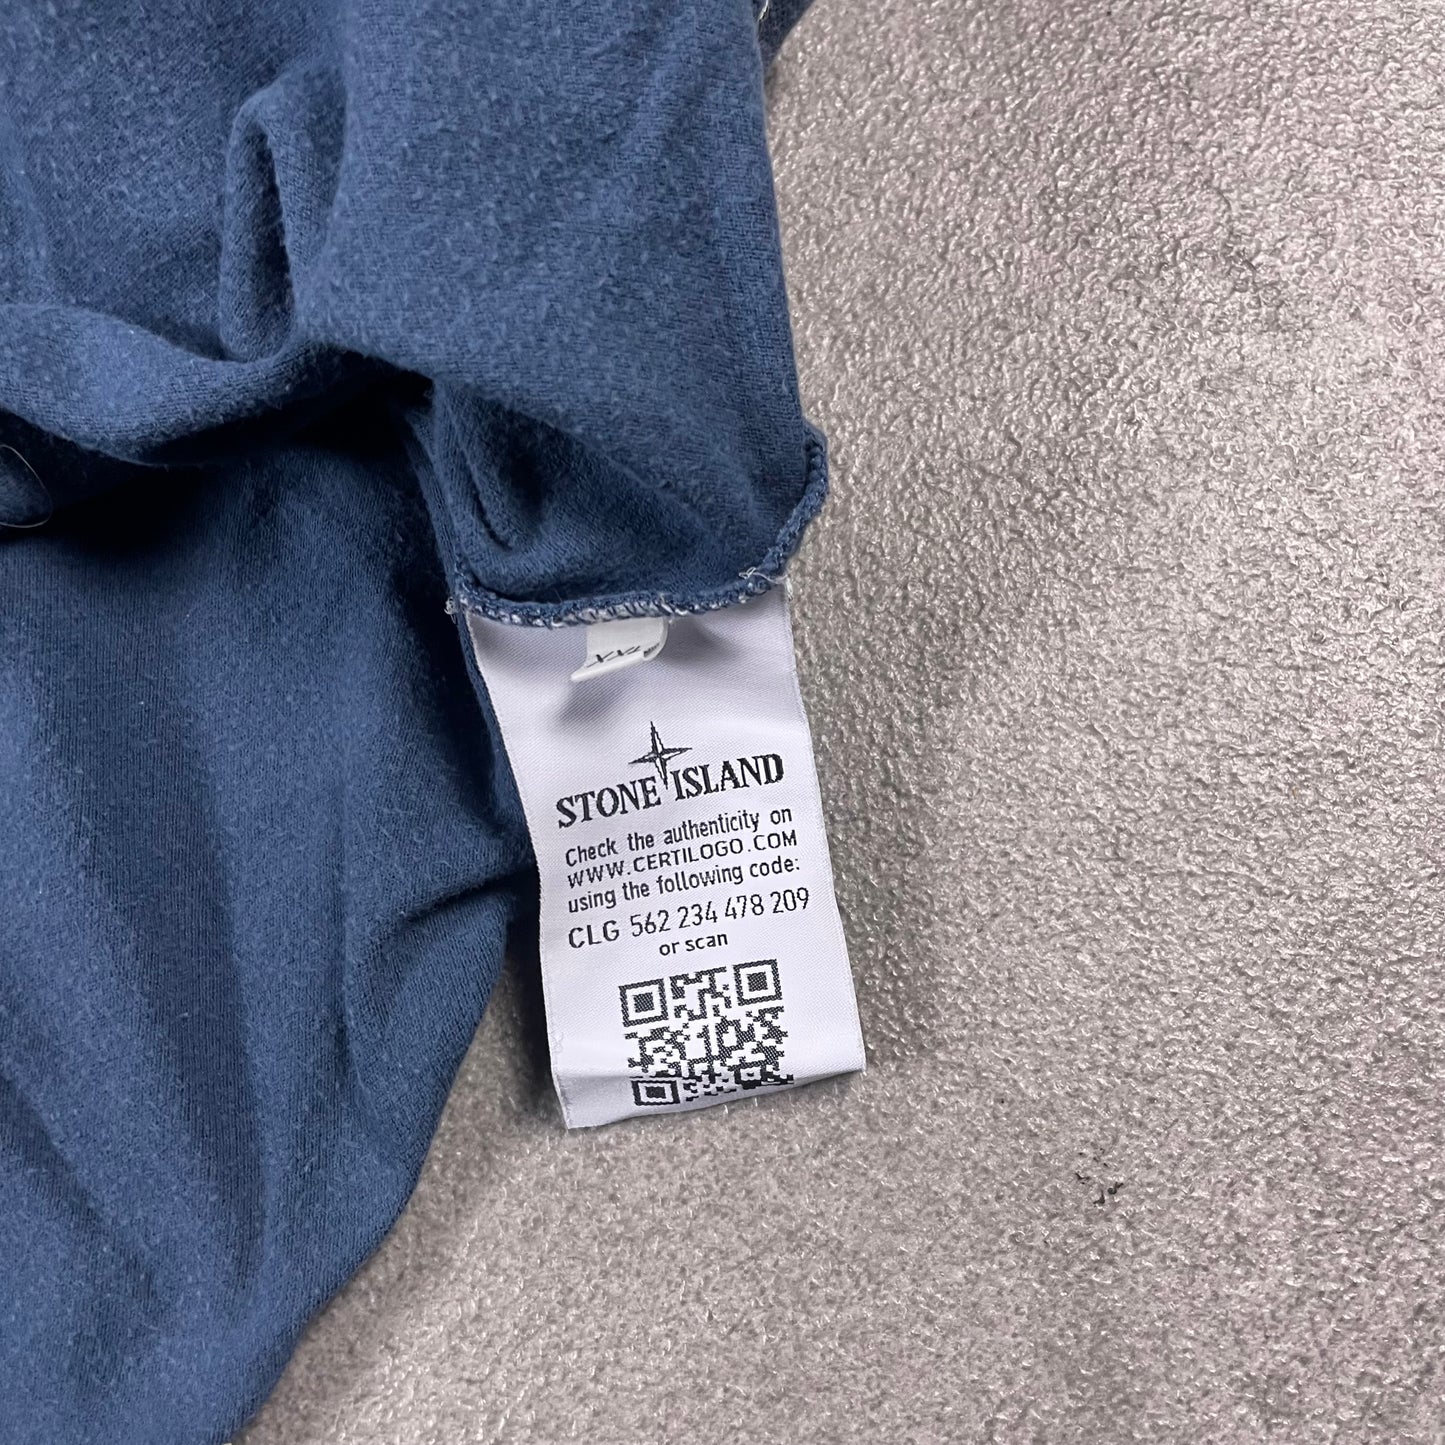 XXL
STONE ISLAND
Check the authenticity on
WWW.CERTILOGO.COM
using the following code:
CLG 562 234 478 209
or scan